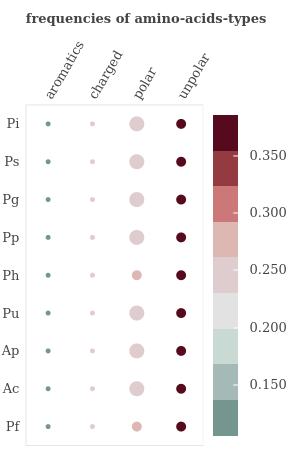 frequencies of amino-acids-types
aromatics
charged
polar
unpolar
Pi
Ps
Pg
Pp
Ph
Pu
Ap
Ac
Pf
0.350
0.300
0.250
0.200
0.150